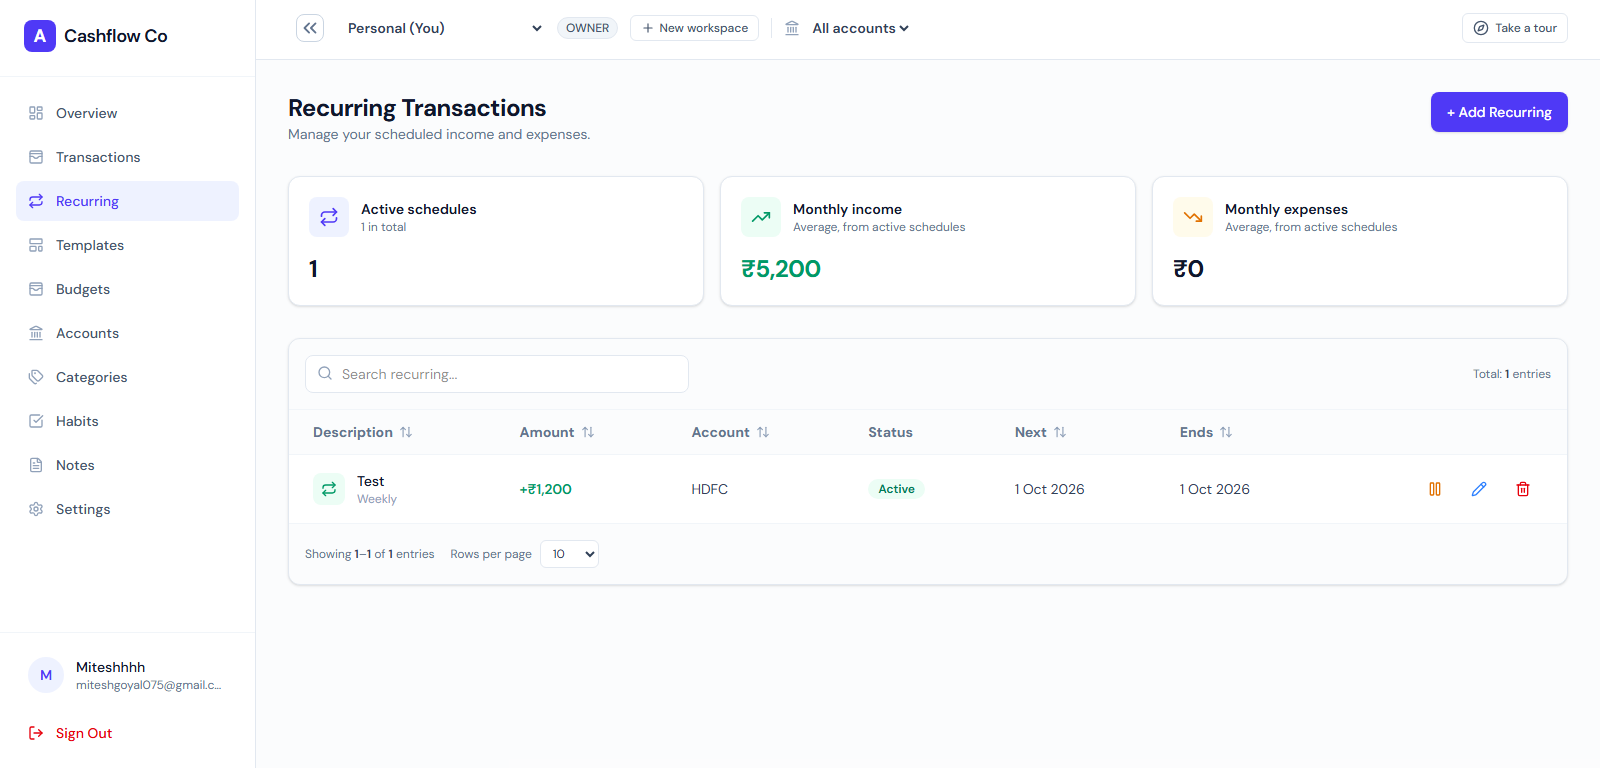 A Cashflow Co
Personal (You)
OWNER
+ New workspace
All accounts
Take a tour
Overview
Transactions
Recurring
Templates
Budgets
Accounts
Categories
Habits
Notes
Settings
M
Miteshhhh
miteshgoyal075@gmail.c...
Sign Out
Recurring Transactions
Manage your scheduled income and expenses.
+ Add Recurring
Active schedules
1 in total
1
Monthly income
Average, from active schedules
₹5,200
Monthly expenses
Average, from active schedules
₹0
Search recurring...
Total: 1 entries
Description Amount Account Status Next Ends
Test
Weekly
+₹1,200 HDFC Active 1 Oct 2026 1 Oct 2026
Showing 1–1 of 1 entries Rows per page 10